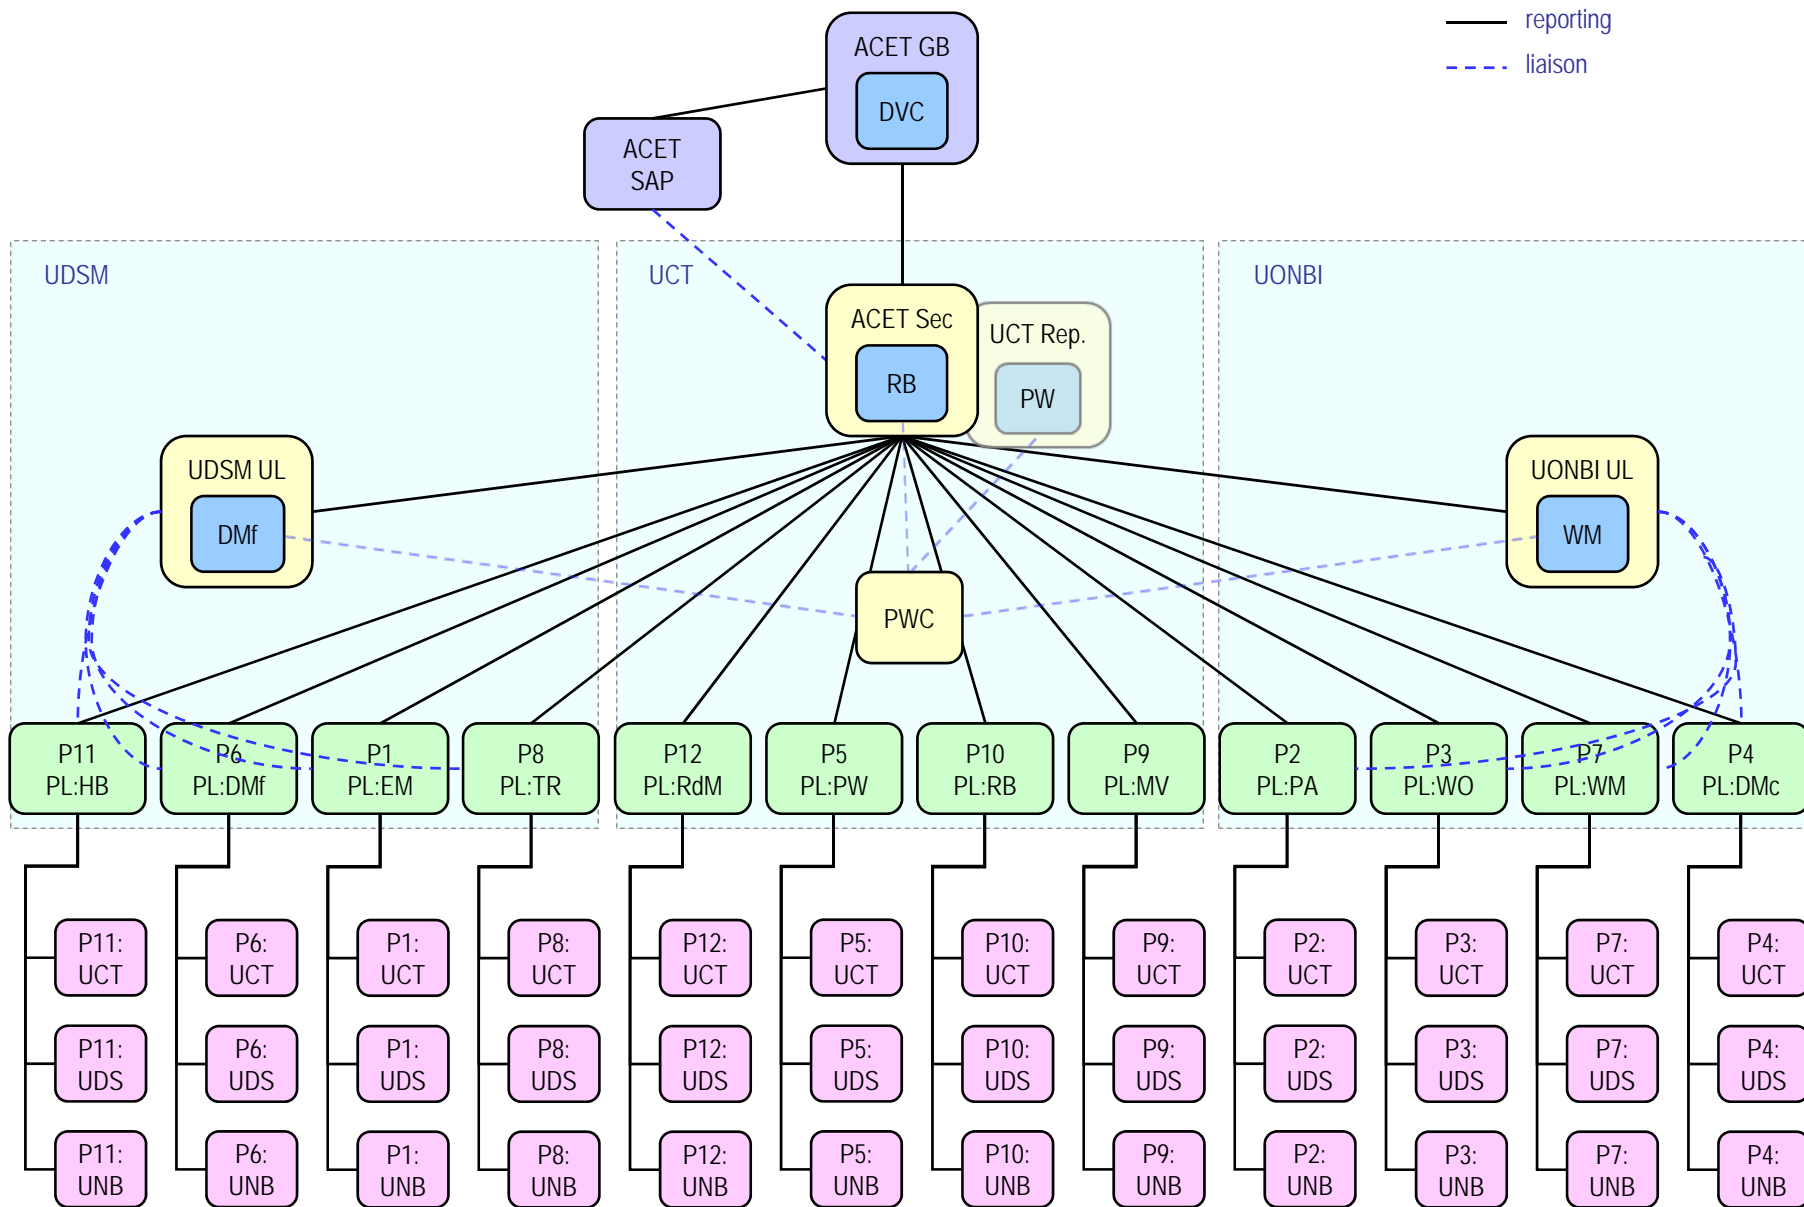 reporting
liaison
ACET GB
DVC
ACET
SAP
UDSM
UCT
UONBI
ACET Sec
RB
UCT Rep.
PW
UDSM UL
DMf
UONBI UL
WM
PWC
P11
PL:HB
P6
PL:DMf
P1
PL:EM
P8
PL:TR
P12
PL:RdM
P5
PL:PW
P10
PL:RB
P9
PL:MV
P2
PL:PA
P3
PL:WO
P7
PL:WM
P4
PL:DMc
P11:
UCT
P6:
UCT
P1:
UCT
P8:
UCT
P12:
UCT
P5:
UCT
P10:
UCT
P9:
UCT
P2:
UCT
P3:
UCT
P7:
UCT
P4:
UCT
P11:
UDS
P6:
UDS
P1:
UDS
P8:
UDS
P12:
UDS
P5:
UDS
P10:
UDS
P9:
UDS
P2:
UDS
P3:
UDS
P7:
UDS
P4:
UDS
P11:
UNB
P6:
UNB
P1:
UNB
P8:
UNB
P12:
UNB
P5:
UNB
P10:
UNB
P9:
UNB
P2:
UNB
P3:
UNB
P7:
UNB
P4:
UNB